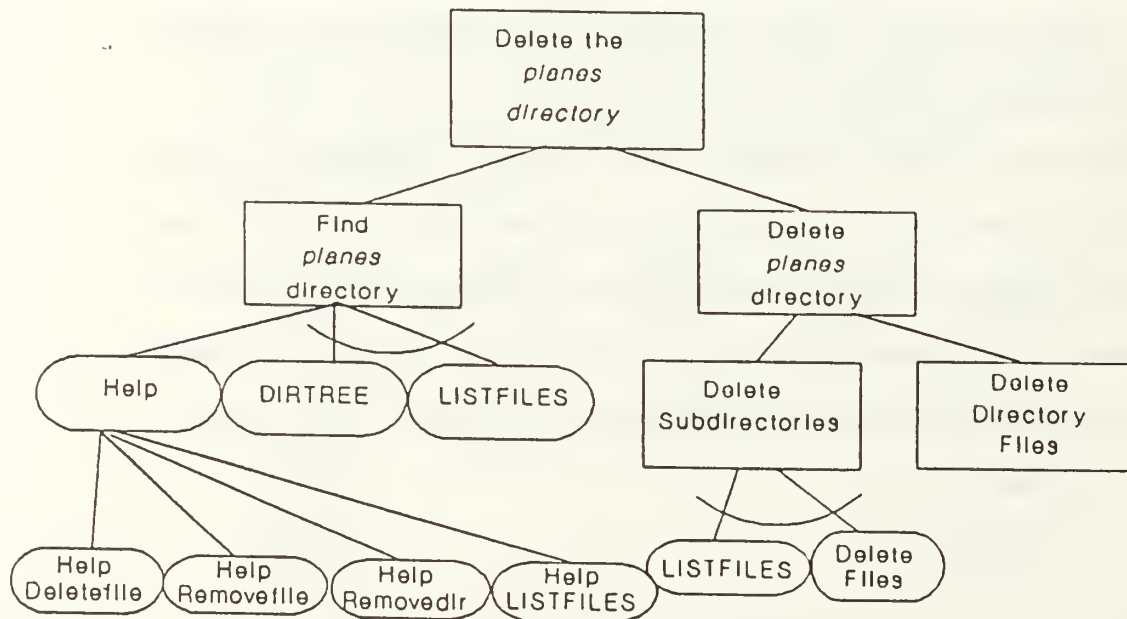 Delete the
planes
directory
Find
planes
directory
Delete
planes
directory
Help
DIRTREE
LISTFILES
Delete
Subdirectories
Delete
Directory
Files
Help
Deletefile
Help
Removefile
Help
Removedir
Help
LISTFILES
LISTFILES
Delete
Files